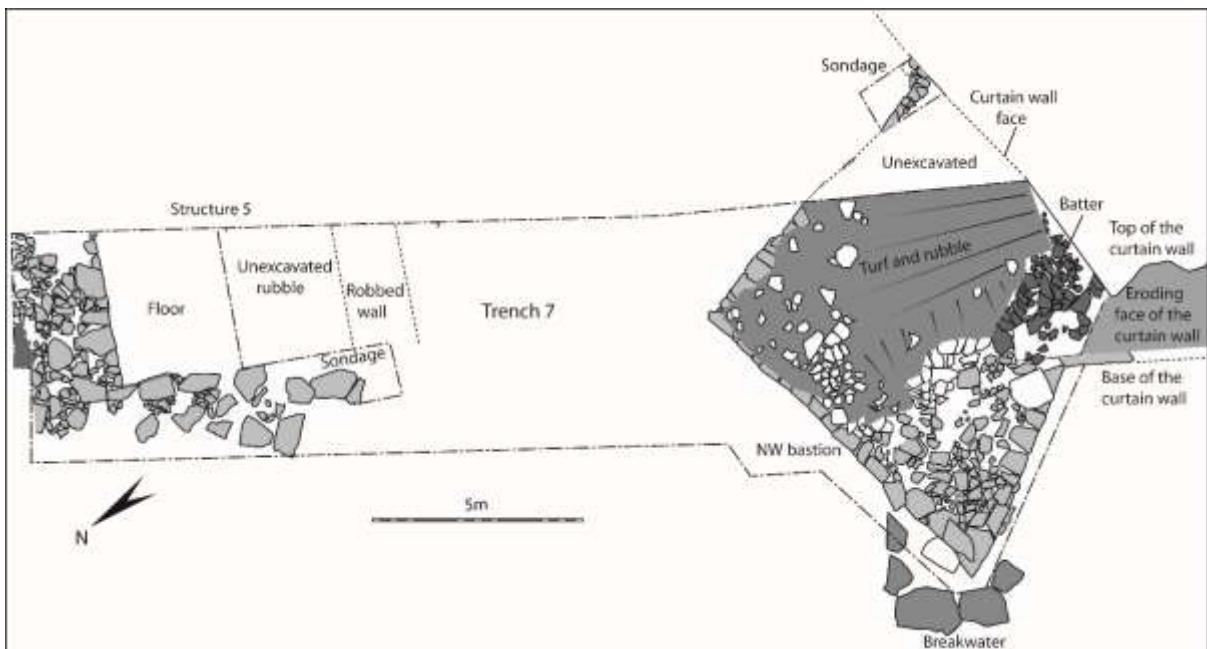 Sondage
Curtain wall
face
Unexcavated
Structure 5
Batter
Top of the
curtain wall
Turf and rubble
Unexcavated
rubble
Robbed
wall
Floor
Trench 7
Eroding
face of the
curtain wall
Sondage
Base of the
curtain wall
NW bastion
5m
N
Breakwater